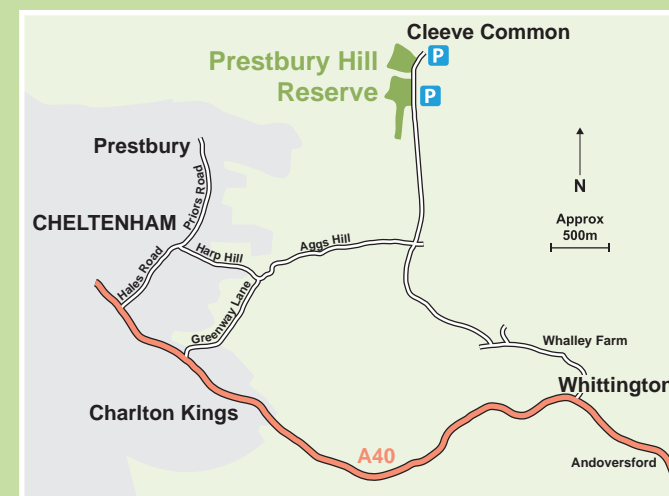 Cleeve Common
P
Prestbury Hill
Reserve
P
Prestbury
Priors Road
N
CHELTENHAM
Approx
500m
Harp Hill
Aggs Hill
Hales Road
Greenway Lane
Whalley Farm
Whittington
Charlton Kings
A40
Andoversford